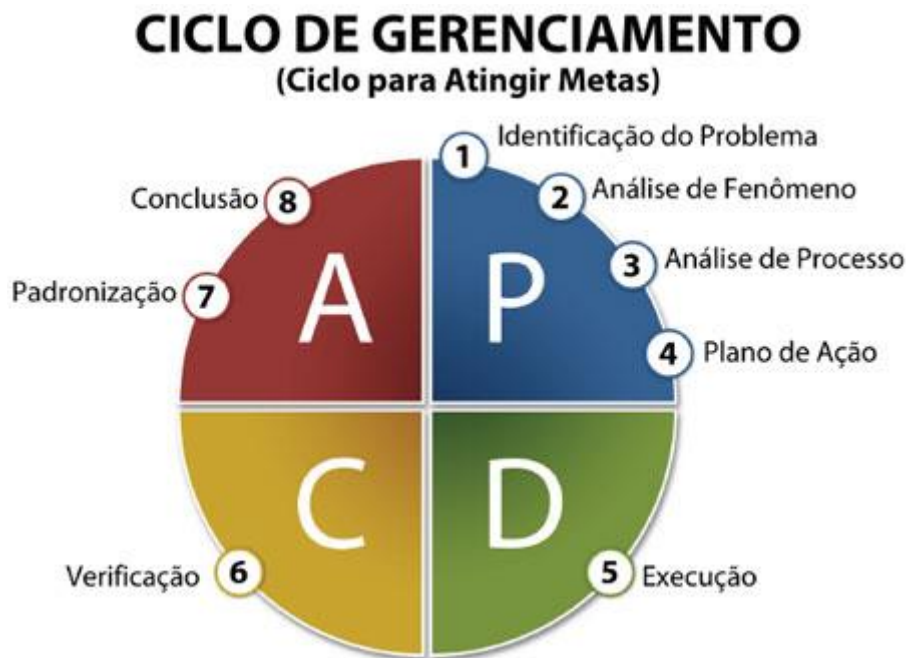 CICLO DE GERENCIAMENTO
(Ciclo para Atingir Metas)
1 Identificação do Problema
2 Análise de Fenômeno
3 Análise de Processo
4 Plano de Ação
5 Execução
Verificação 6
Padronização 7
Conclusão 8
A
P
C
D